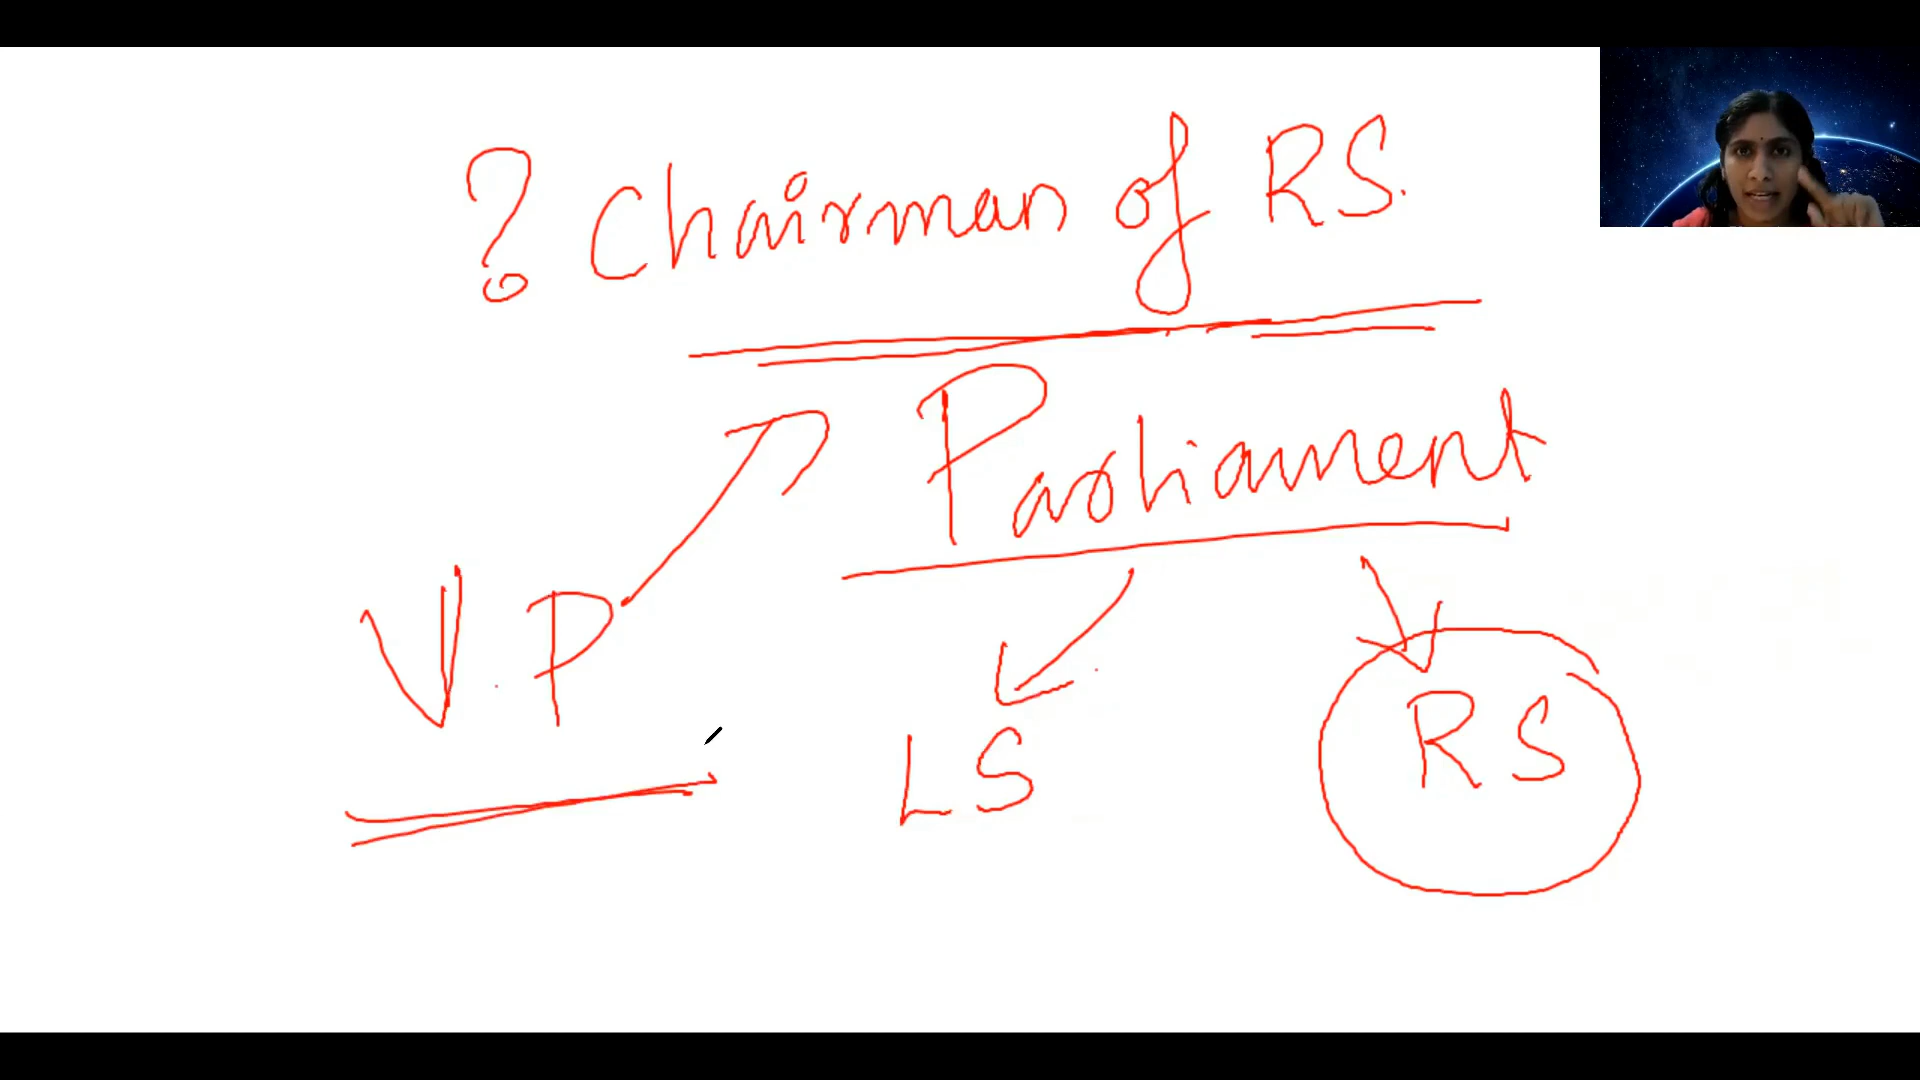 ? Chairman of RS.
Parliament
V.P
LS
RS